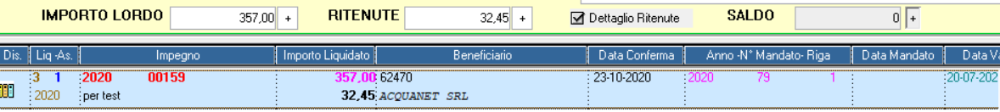 IMPORTO LORDO 357,00 + RITENUTE 32,45 + Dettaglio Ritenute SALDO 0 +
Dis. Liq -As. Impegno Importo Liquidato Beneficiario Data Conferma Anno -N° Mandato- Riga Data Mandato Data Va
3 1 2020 00159 357,00 62470 23-10-2020 2020 79 1 20-07-202
2020 per test 32,45 ACQUANET SRL